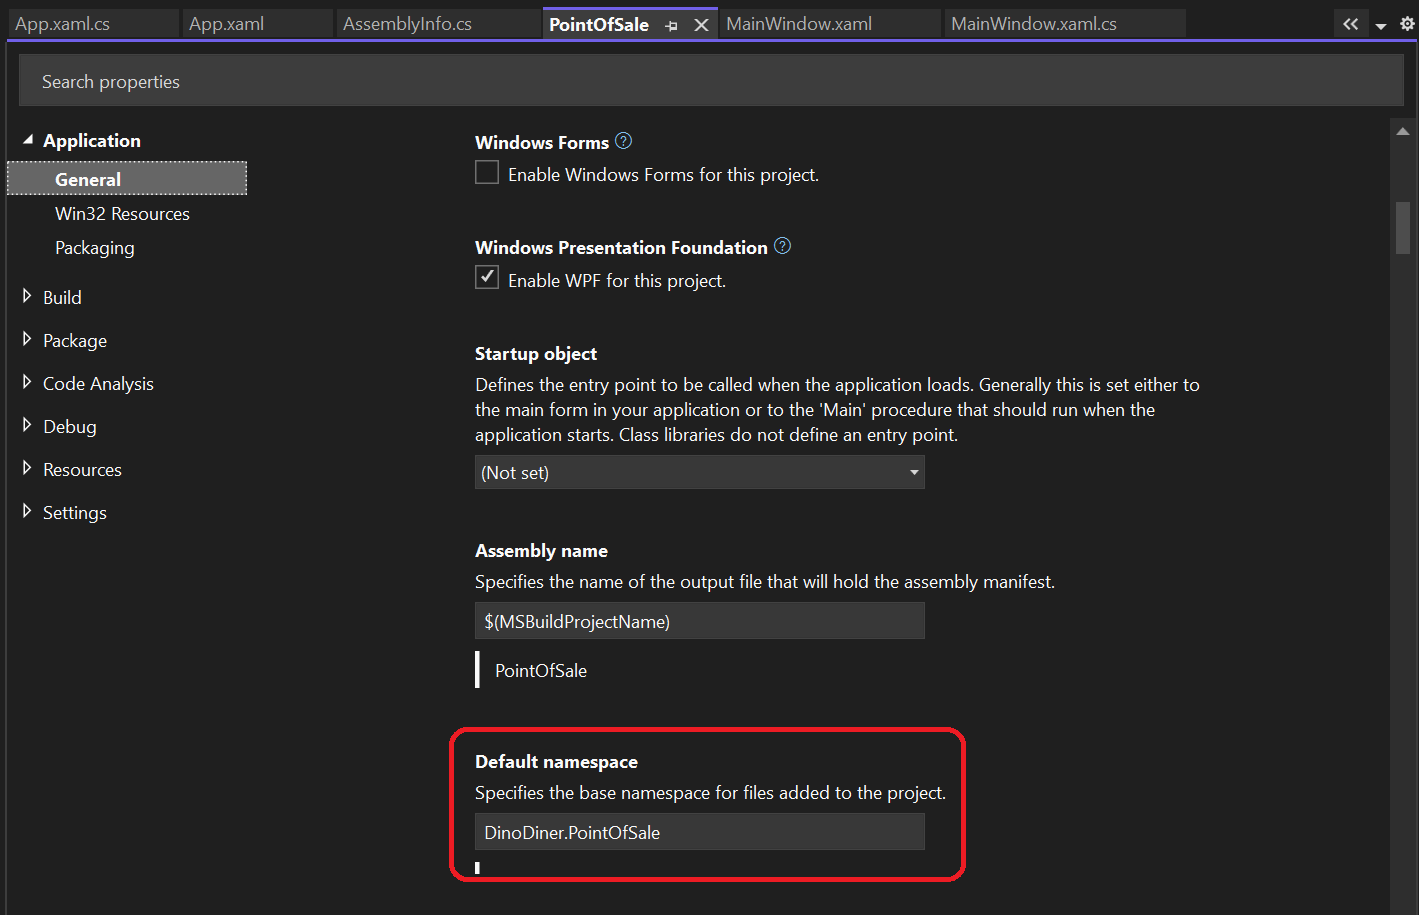 App.xaml.cs
App.xaml
AssemblyInfo.cs
PointOfSale
MainWindow.xaml
MainWindow.xaml.cs
Search properties
Application
General
Win32 Resources
Packaging
Build
Package
Code Analysis
Debug
Resources
Settings
Windows Forms
Enable Windows Forms for this project.
Windows Presentation Foundation
Enable WPF for this project.
Startup object
Defines the entry point to be called when the application loads. Generally this is set either to
the main form in your application or to the 'Main' procedure that should run when the
application starts. Class libraries do not define an entry point.
(Not set)
Assembly name
Specifies the name of the output file that will hold the assembly manifest.
$(MSBuildProjectName)
PointOfSale
Default namespace
Specifies the base namespace for files added to the project.
DinoDiner.PointOfSale